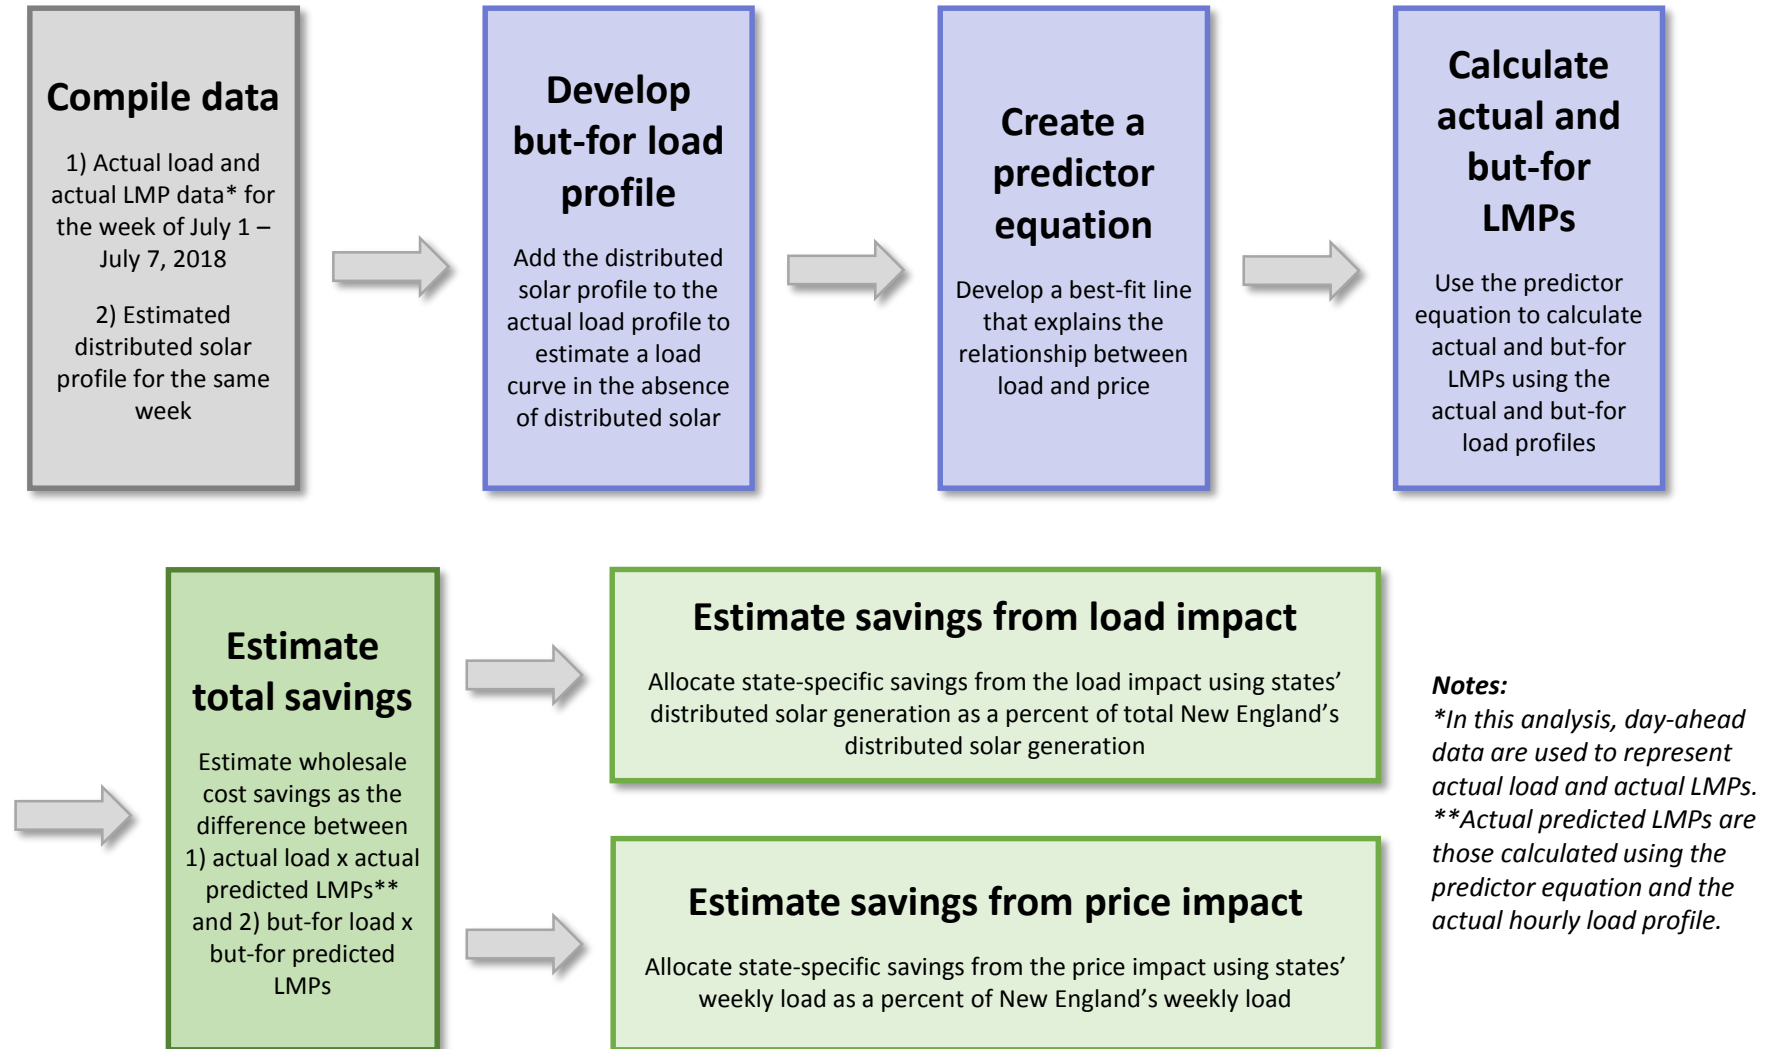 Compile data
1) Actual load and
actual LMP data* for
the week of July 1 –
July 7, 2018
2) Estimated
distributed solar
profile for the same
week
Develop
but-for load
profile
Add the distributed
solar profile to the
actual load profile to
estimate a load
curve in the absence
of distributed solar
Create a
predictor
equation
Develop a best-fit line
that explains the
relationship between
load and price
Calculate
actual and
but-for
LMPs
Use the predictor
equation to calculate
actual and but-for
LMPs using the
actual and but-for
load profiles
Estimate
total savings
Estimate wholesale
cost savings as the
difference between
1) actual load x actual
predicted LMPs**
and 2) but-for load x
but-for predicted
LMPs
Estimate savings from load impact
Allocate state-specific savings from the load impact using states’
distributed solar generation as a percent of total New England’s
distributed solar generation
Estimate savings from price impact
Allocate state-specific savings from the price impact using states’
weekly load as a percent of New England’s weekly load
Notes:
*In this analysis, day-ahead
data are used to represent
actual load and actual LMPs.
**Actual predicted LMPs are
those calculated using the
predictor equation and the
actual hourly load profile.